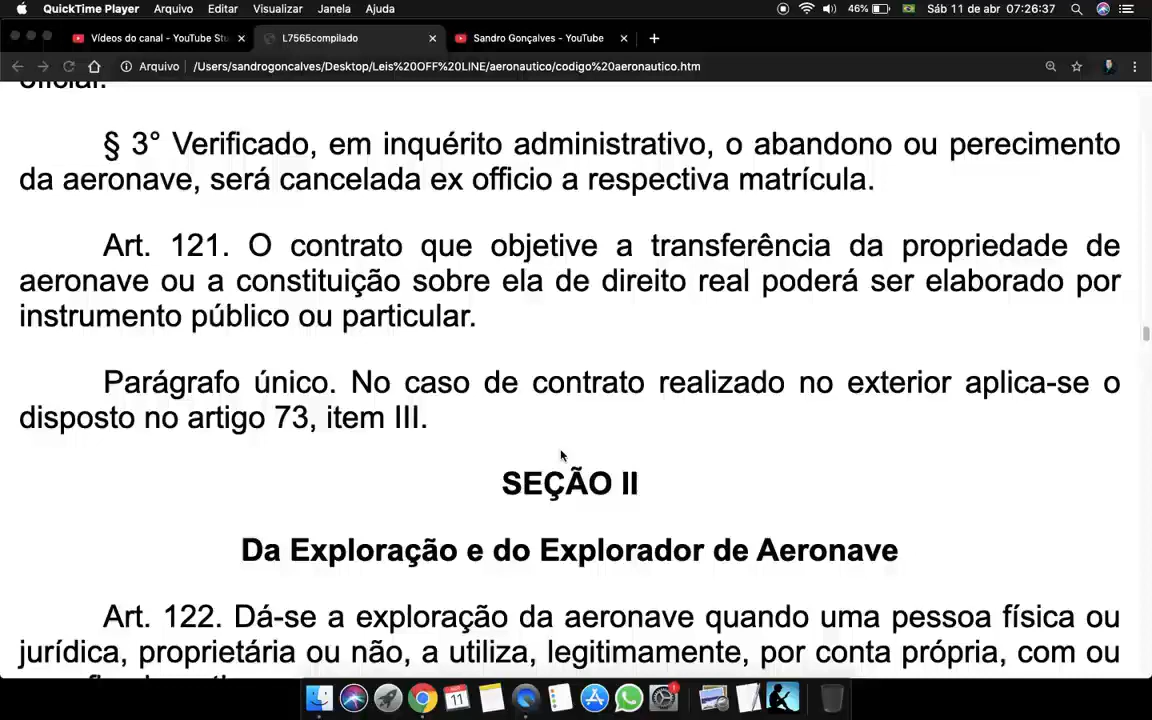 QuickTime Player Arquivo Editar Visualizar Janela Ajuda 46% Sáb 11 de abr 07:26:37
Vídeos do canal - YouTube Stu × L7565compilado × Sandro Gonçalves - YouTube × +
Arquivo /Users/sandrogoncalves/Desktop/Leis%20OFF%20LINE/aeronautico/codigo%20aeronautico.htm
oficial.
§ 3° Verificado, em inquérito administrativo, o abandono ou perecimento
da aeronave, será cancelada ex officio a respectiva matrícula.
Art. 121. O contrato que objetive a transferência da propriedade de
aeronave ou a constituição sobre ela de direito real poderá ser elaborado por
instrumento público ou particular.
Parágrafo único. No caso de contrato realizado no exterior aplica-se o
disposto no artigo 73, item III.
SEÇÃO II
Da Exploração e do Explorador de Aeronave
Art. 122. Dá-se a exploração da aeronave quando uma pessoa física ou
jurídica, proprietária ou não, a utiliza, legitimamente, por conta própria, com ou